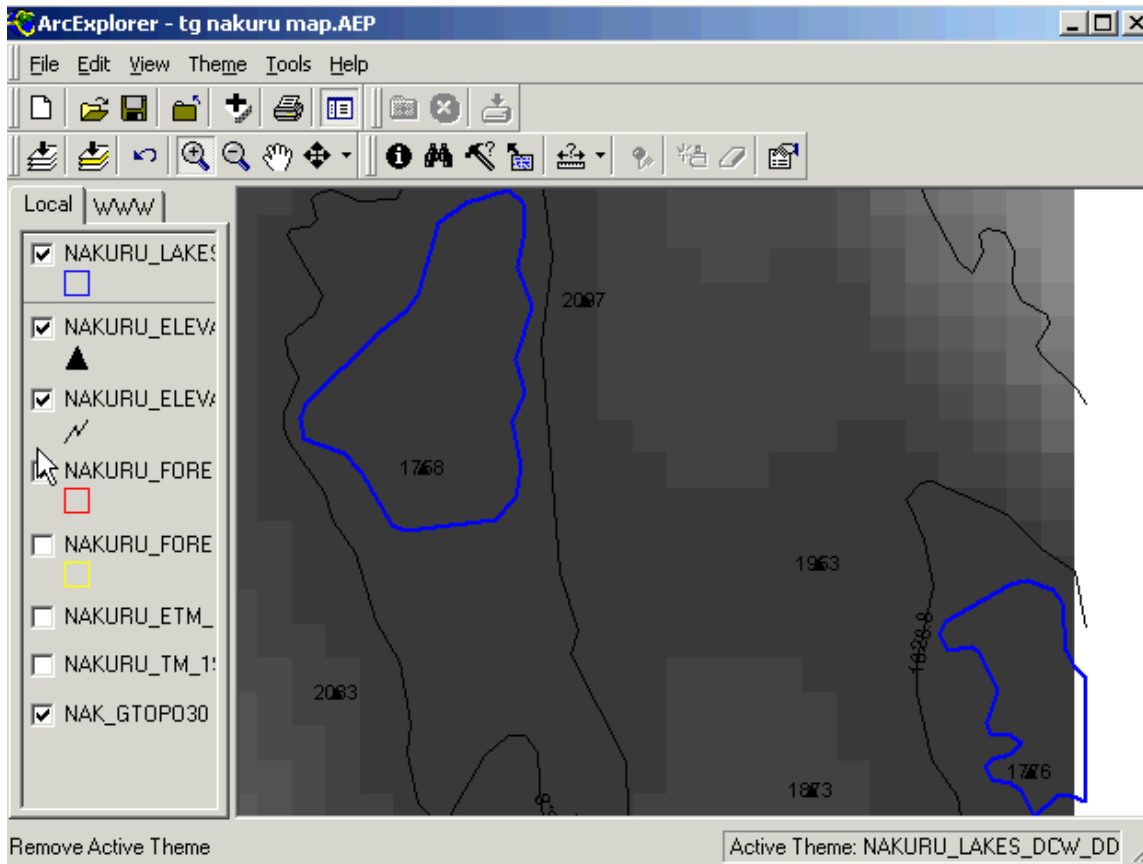 ArcExplorer - tg nakuru map.AEP
File Edit View Theme Tools Help
Local WWW
NAKURU_LAKES
NAKURU_ELEVA
NAKURU_ELEVA
NAKURU_FORE
NAKURU_FORE
NAKURU_ETM_
NAKURU_TM_1
NAK_GTOPO30
2097
1768
1963
1828.8
2083
1776
1873
Remove Active Theme
Active Theme: NAKURU_LAKES_DCW_DD